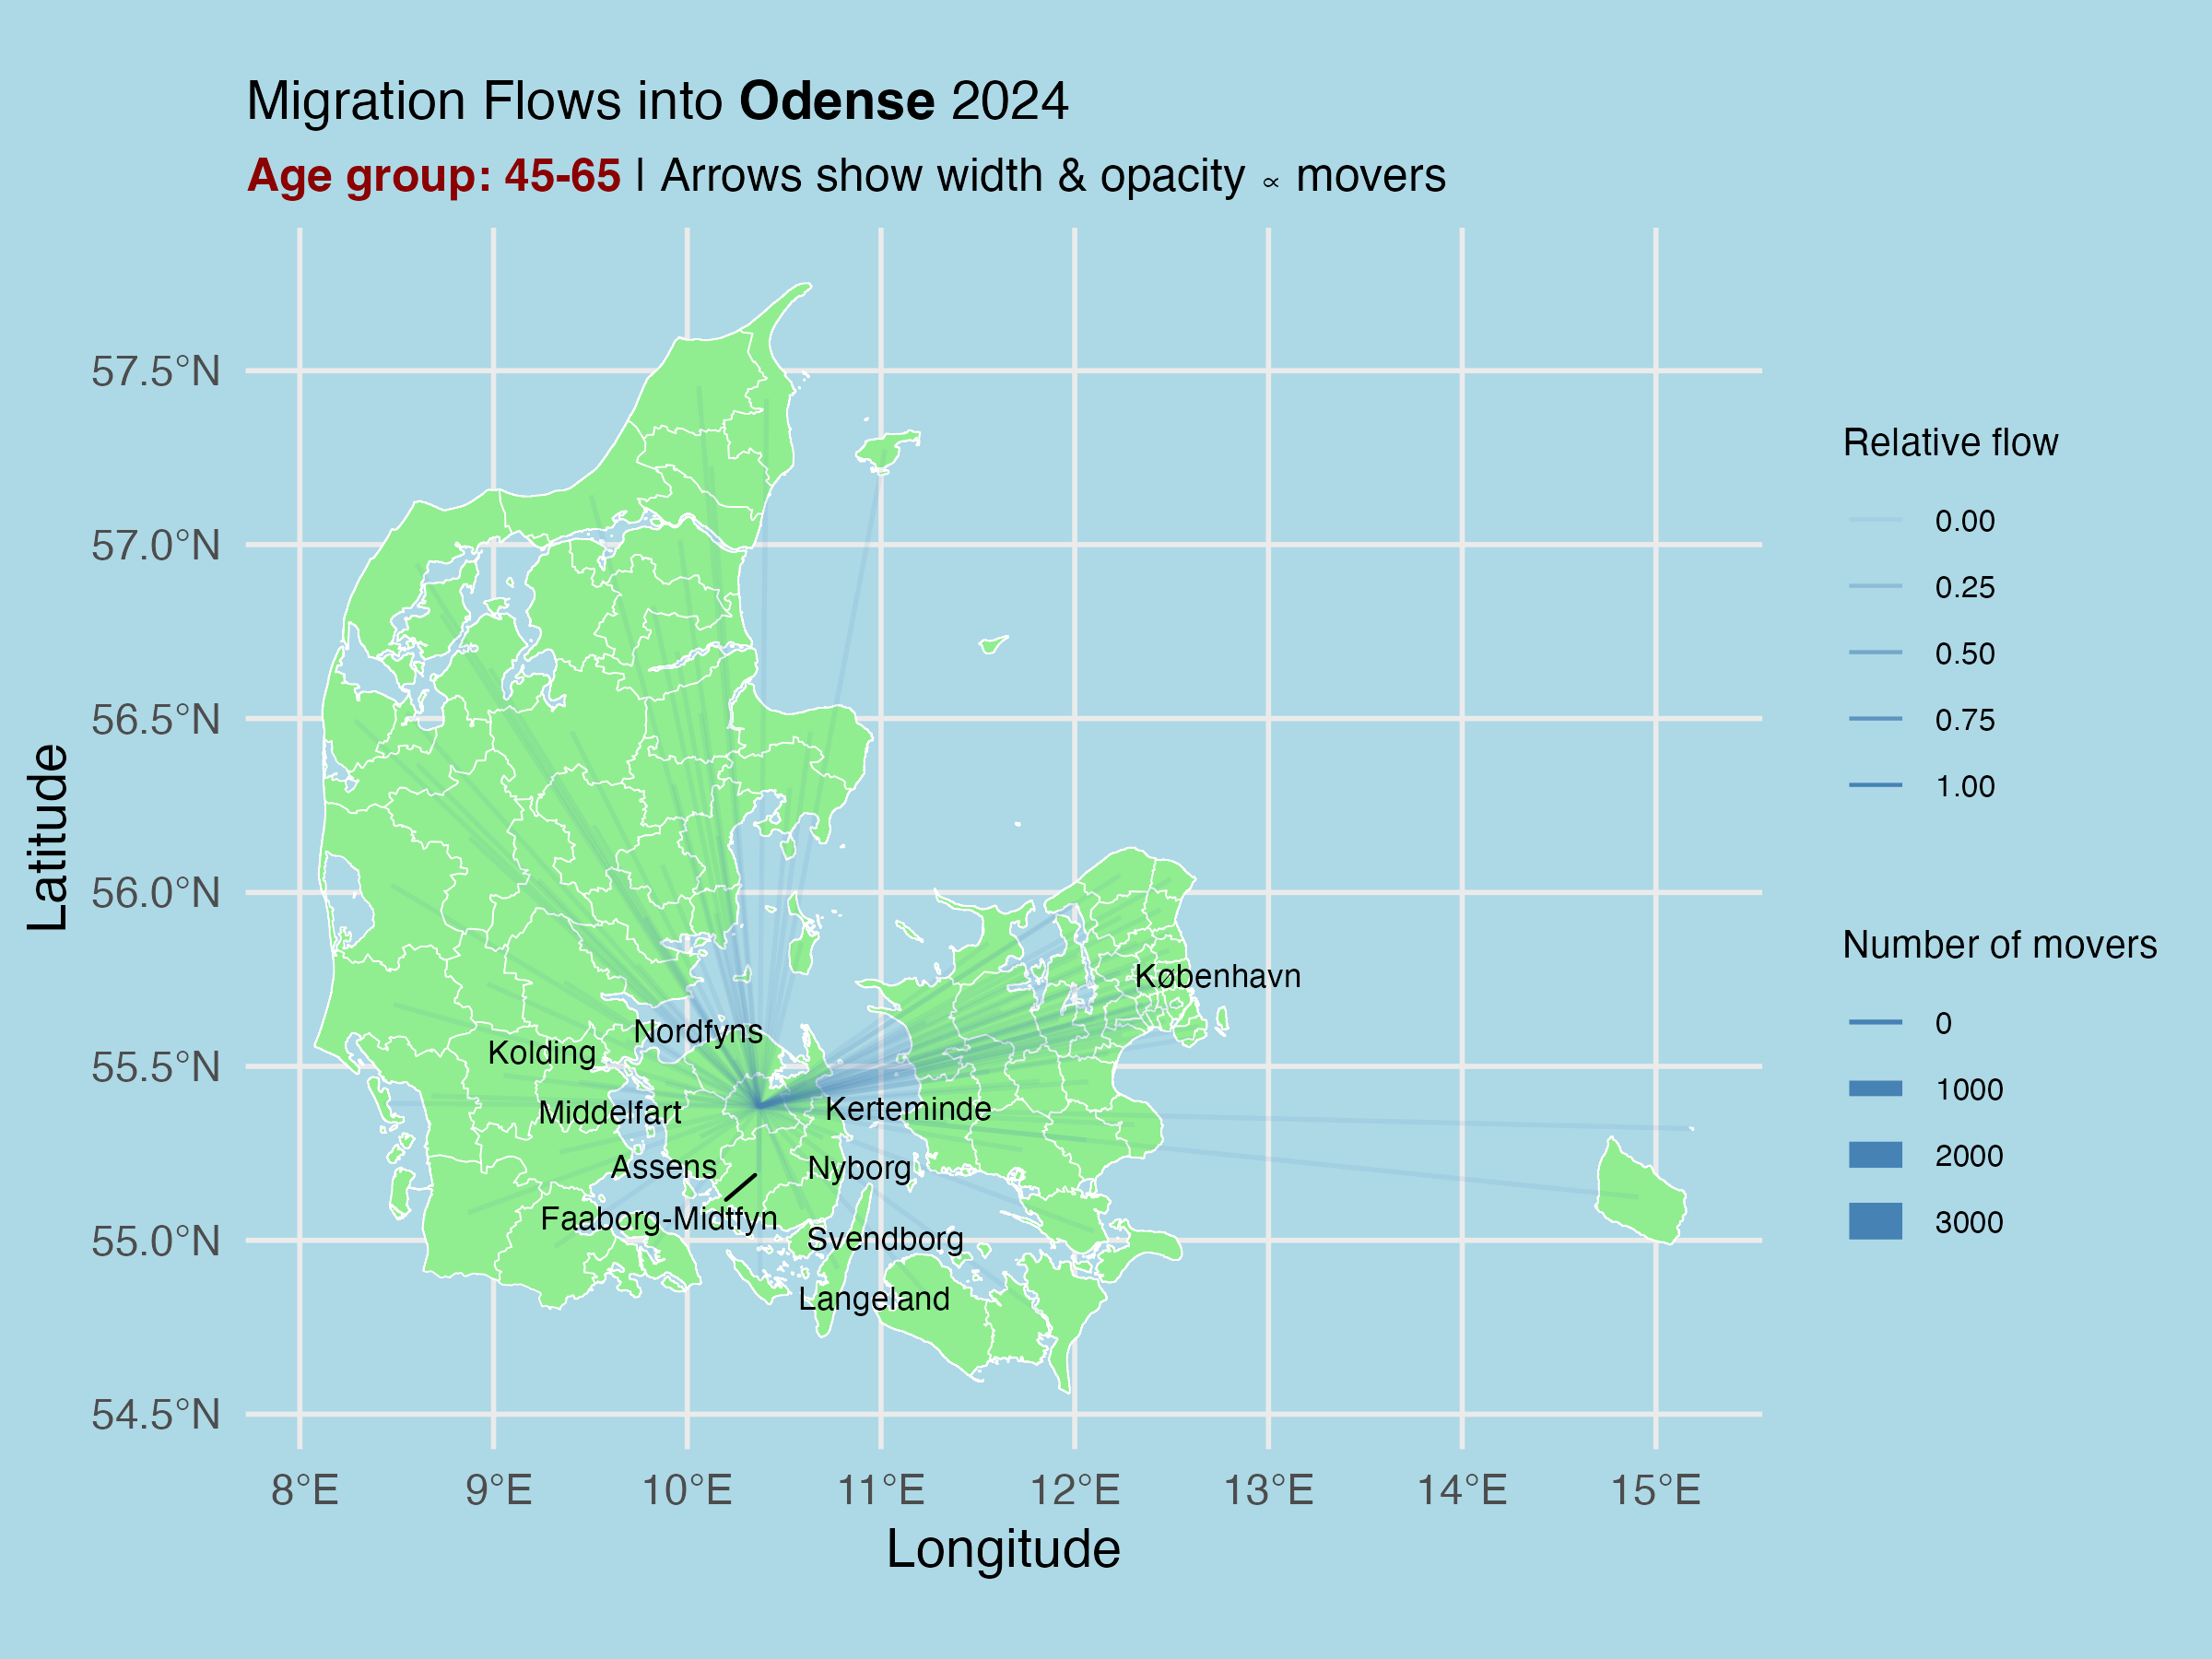 Migration Flows into Odense 2024
Age group: 45-65 | Arrows show width & opacity ∝ movers
57.5°N
57.0°N
56.5°N
56.0°N
55.5°N
55.0°N
54.5°N
Latitude
København
Nordfyns
Kolding
Middelfart
Kerteminde
Assens
Nyborg
Faaborg-Midtfyn
Svendborg
Langeland
8°E
9°E
10°E
11°E
12°E
13°E
14°E
15°E
Longitude
Relative flow
0.00
0.25
0.50
0.75
1.00
Number of movers
0
1000
2000
3000